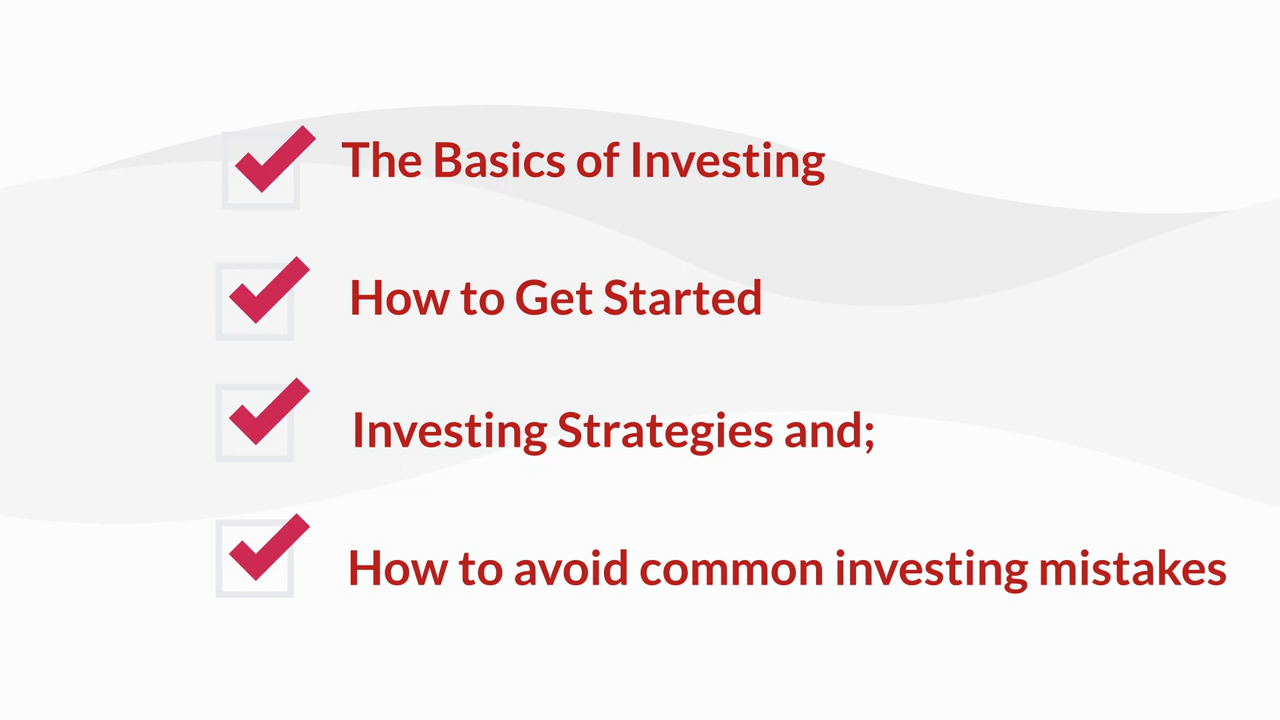 The Basics of Investing
How to Get Started
Investing Strategies and;
How to avoid common investing mistakes